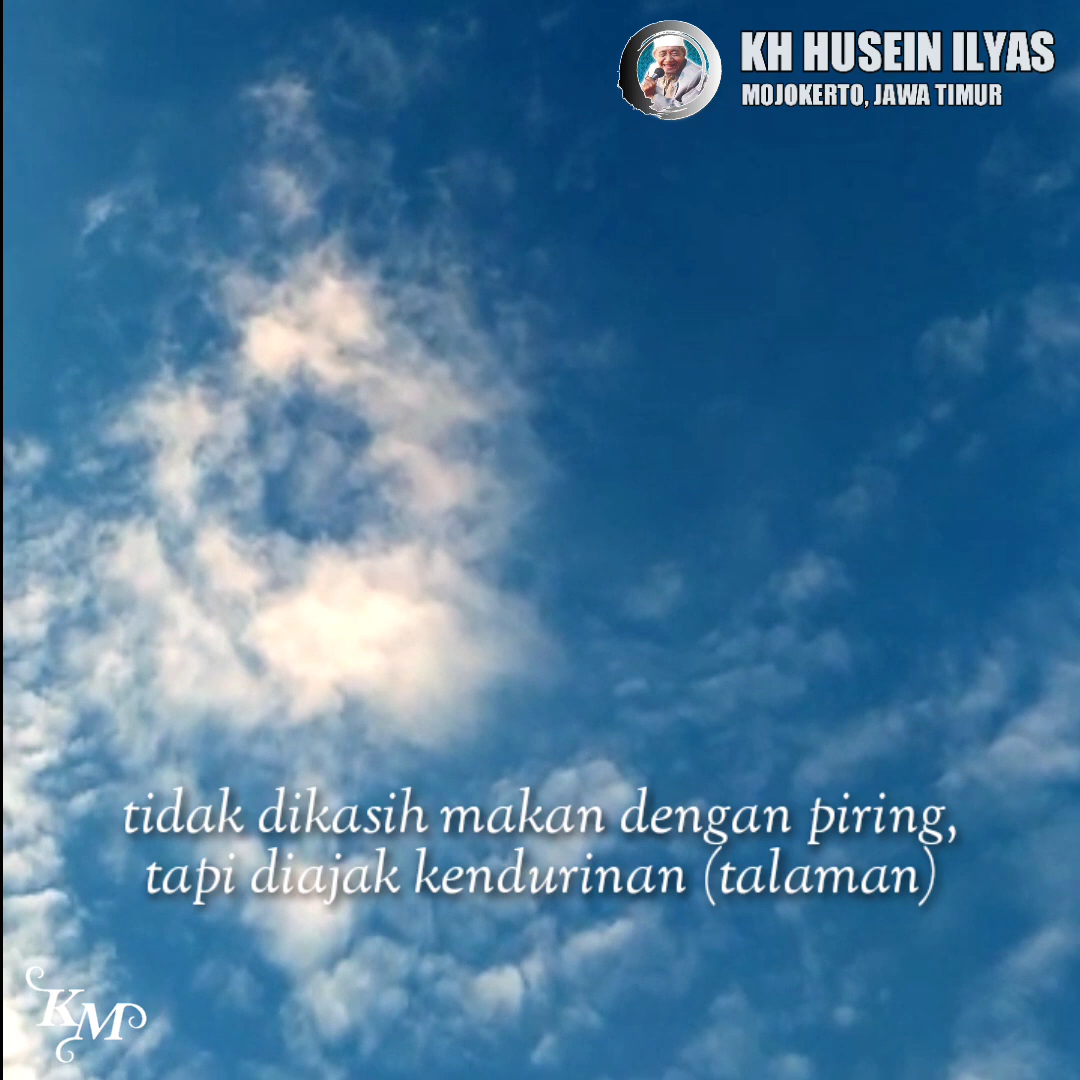 KH HUSEIN ILYAS
MOJOKERTO, JAWA TIMUR
tidak dikasih makan dengan piring,
tapi diajak kendurinan (talaman)
KM